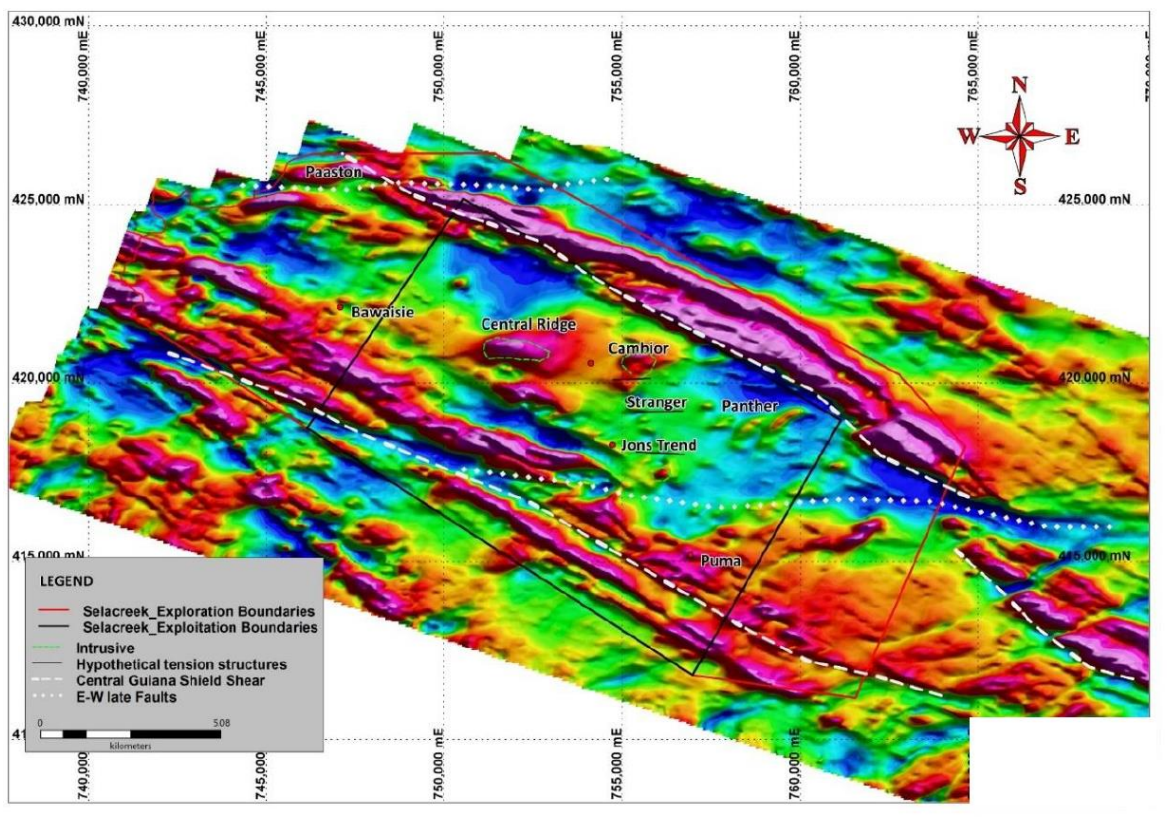 430,000 mN
740,000 mE
745,000 mE
750,000 mE
755,000 mE
760,000 mE
765,000 mE
N
W E
S
Paaston
425,000 mN
425,000 mN
Bawaisie
Central Ridge
Cambior
420,000 mN
420,000 mN
Stranger
Panther
Jons Trend
415,000 mN
415,000 mN
Puma
LEGEND
Selacreek_Exploration Boundaries
Selacreek_Exploitation Boundaries
Intrusive
Hypothetical tension structures
Central Guiana Shield Shear
E-W late Faults
0 508
kilometers
740,000 mE
745,000
750,000 mE
755,000 mE
760,000 mE